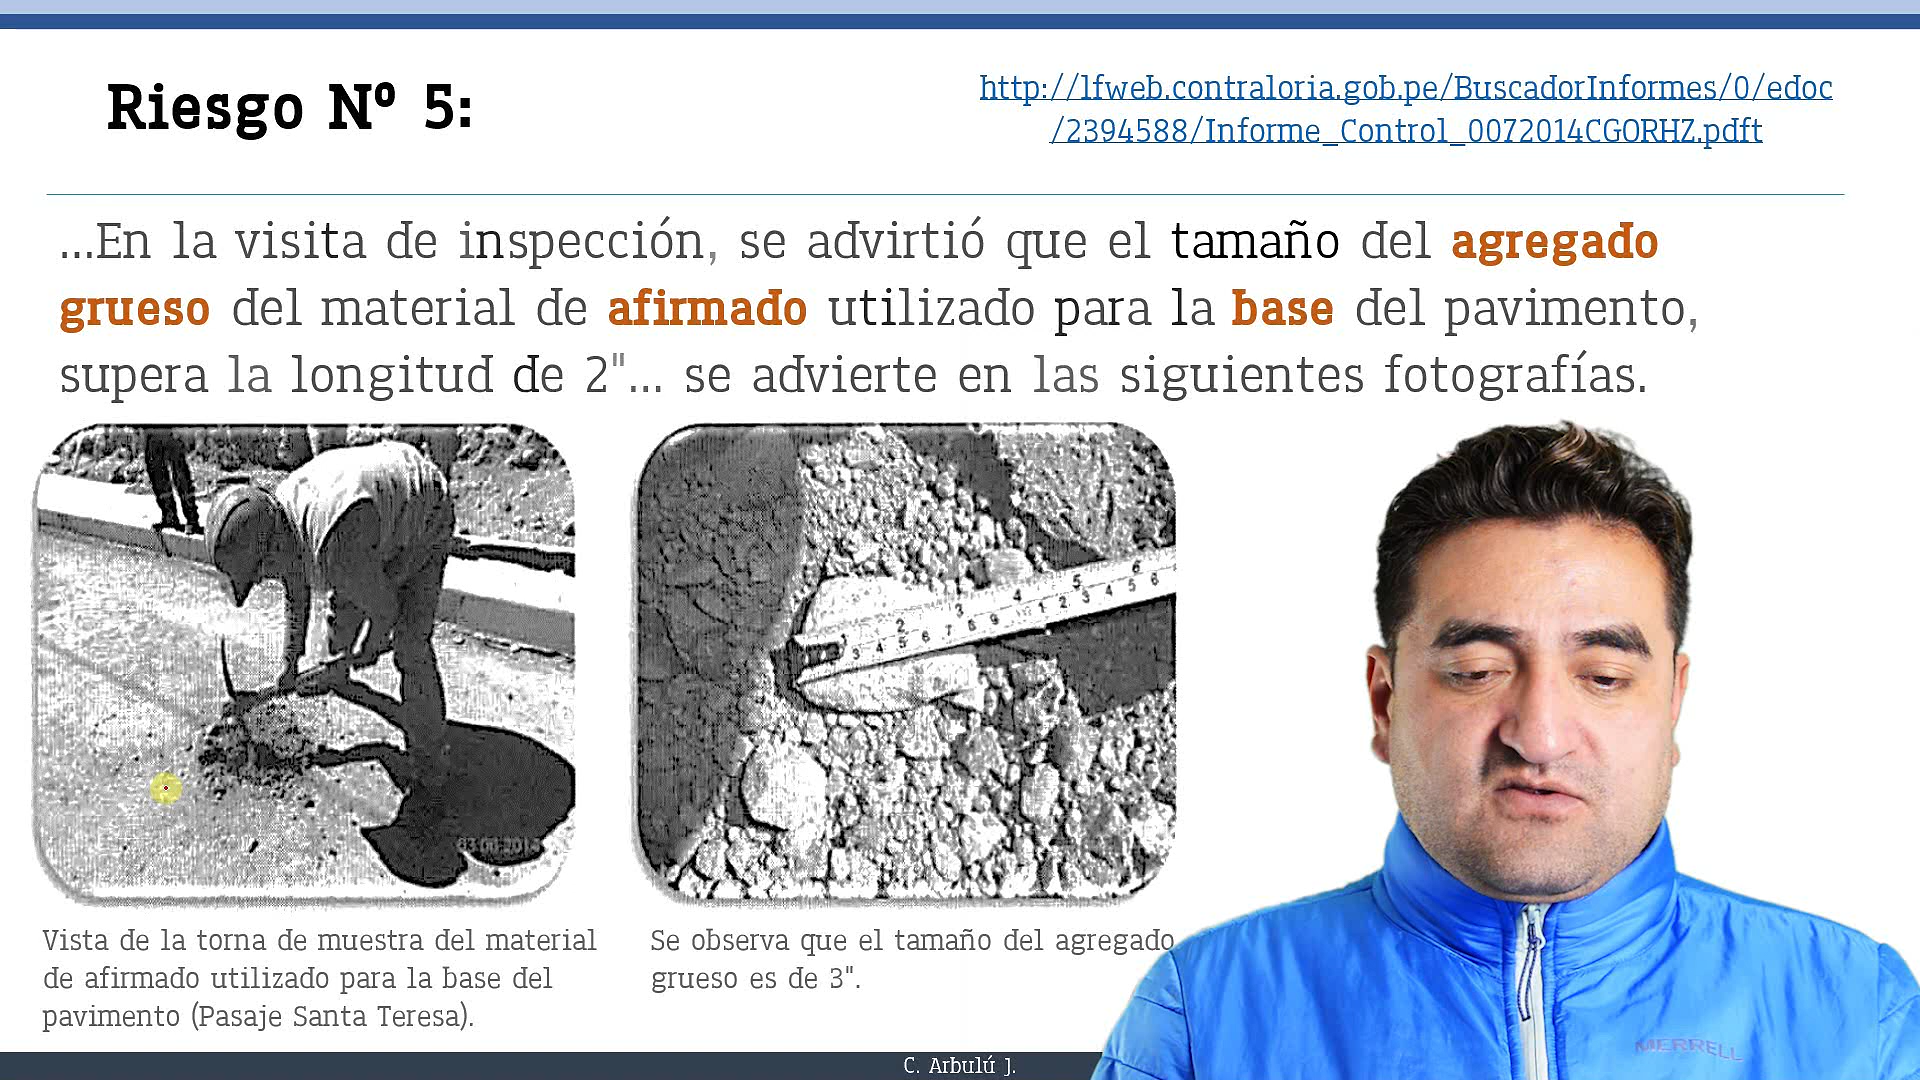 Riesgo Nº 5:
http://lfweb.contraloria.gob.pe/BuscadorInformes/0/edoc
/2394588/Informe_Control_0072014CGORHZ.pdft
...En la visita de inspección, se advirtió que el tamaño del agregado
grueso del material de afirmado utilizado para la base del pavimento,
supera la longitud de 2"... se advierte en las siguientes fotografías.
Vista de la torna de muestra del material
de afirmado utilizado para la base del
pavimento (Pasaje Santa Teresa).
Se observa que el tamaño del agregado
grueso es de 3".
MERRELL
C. Arbulú J.